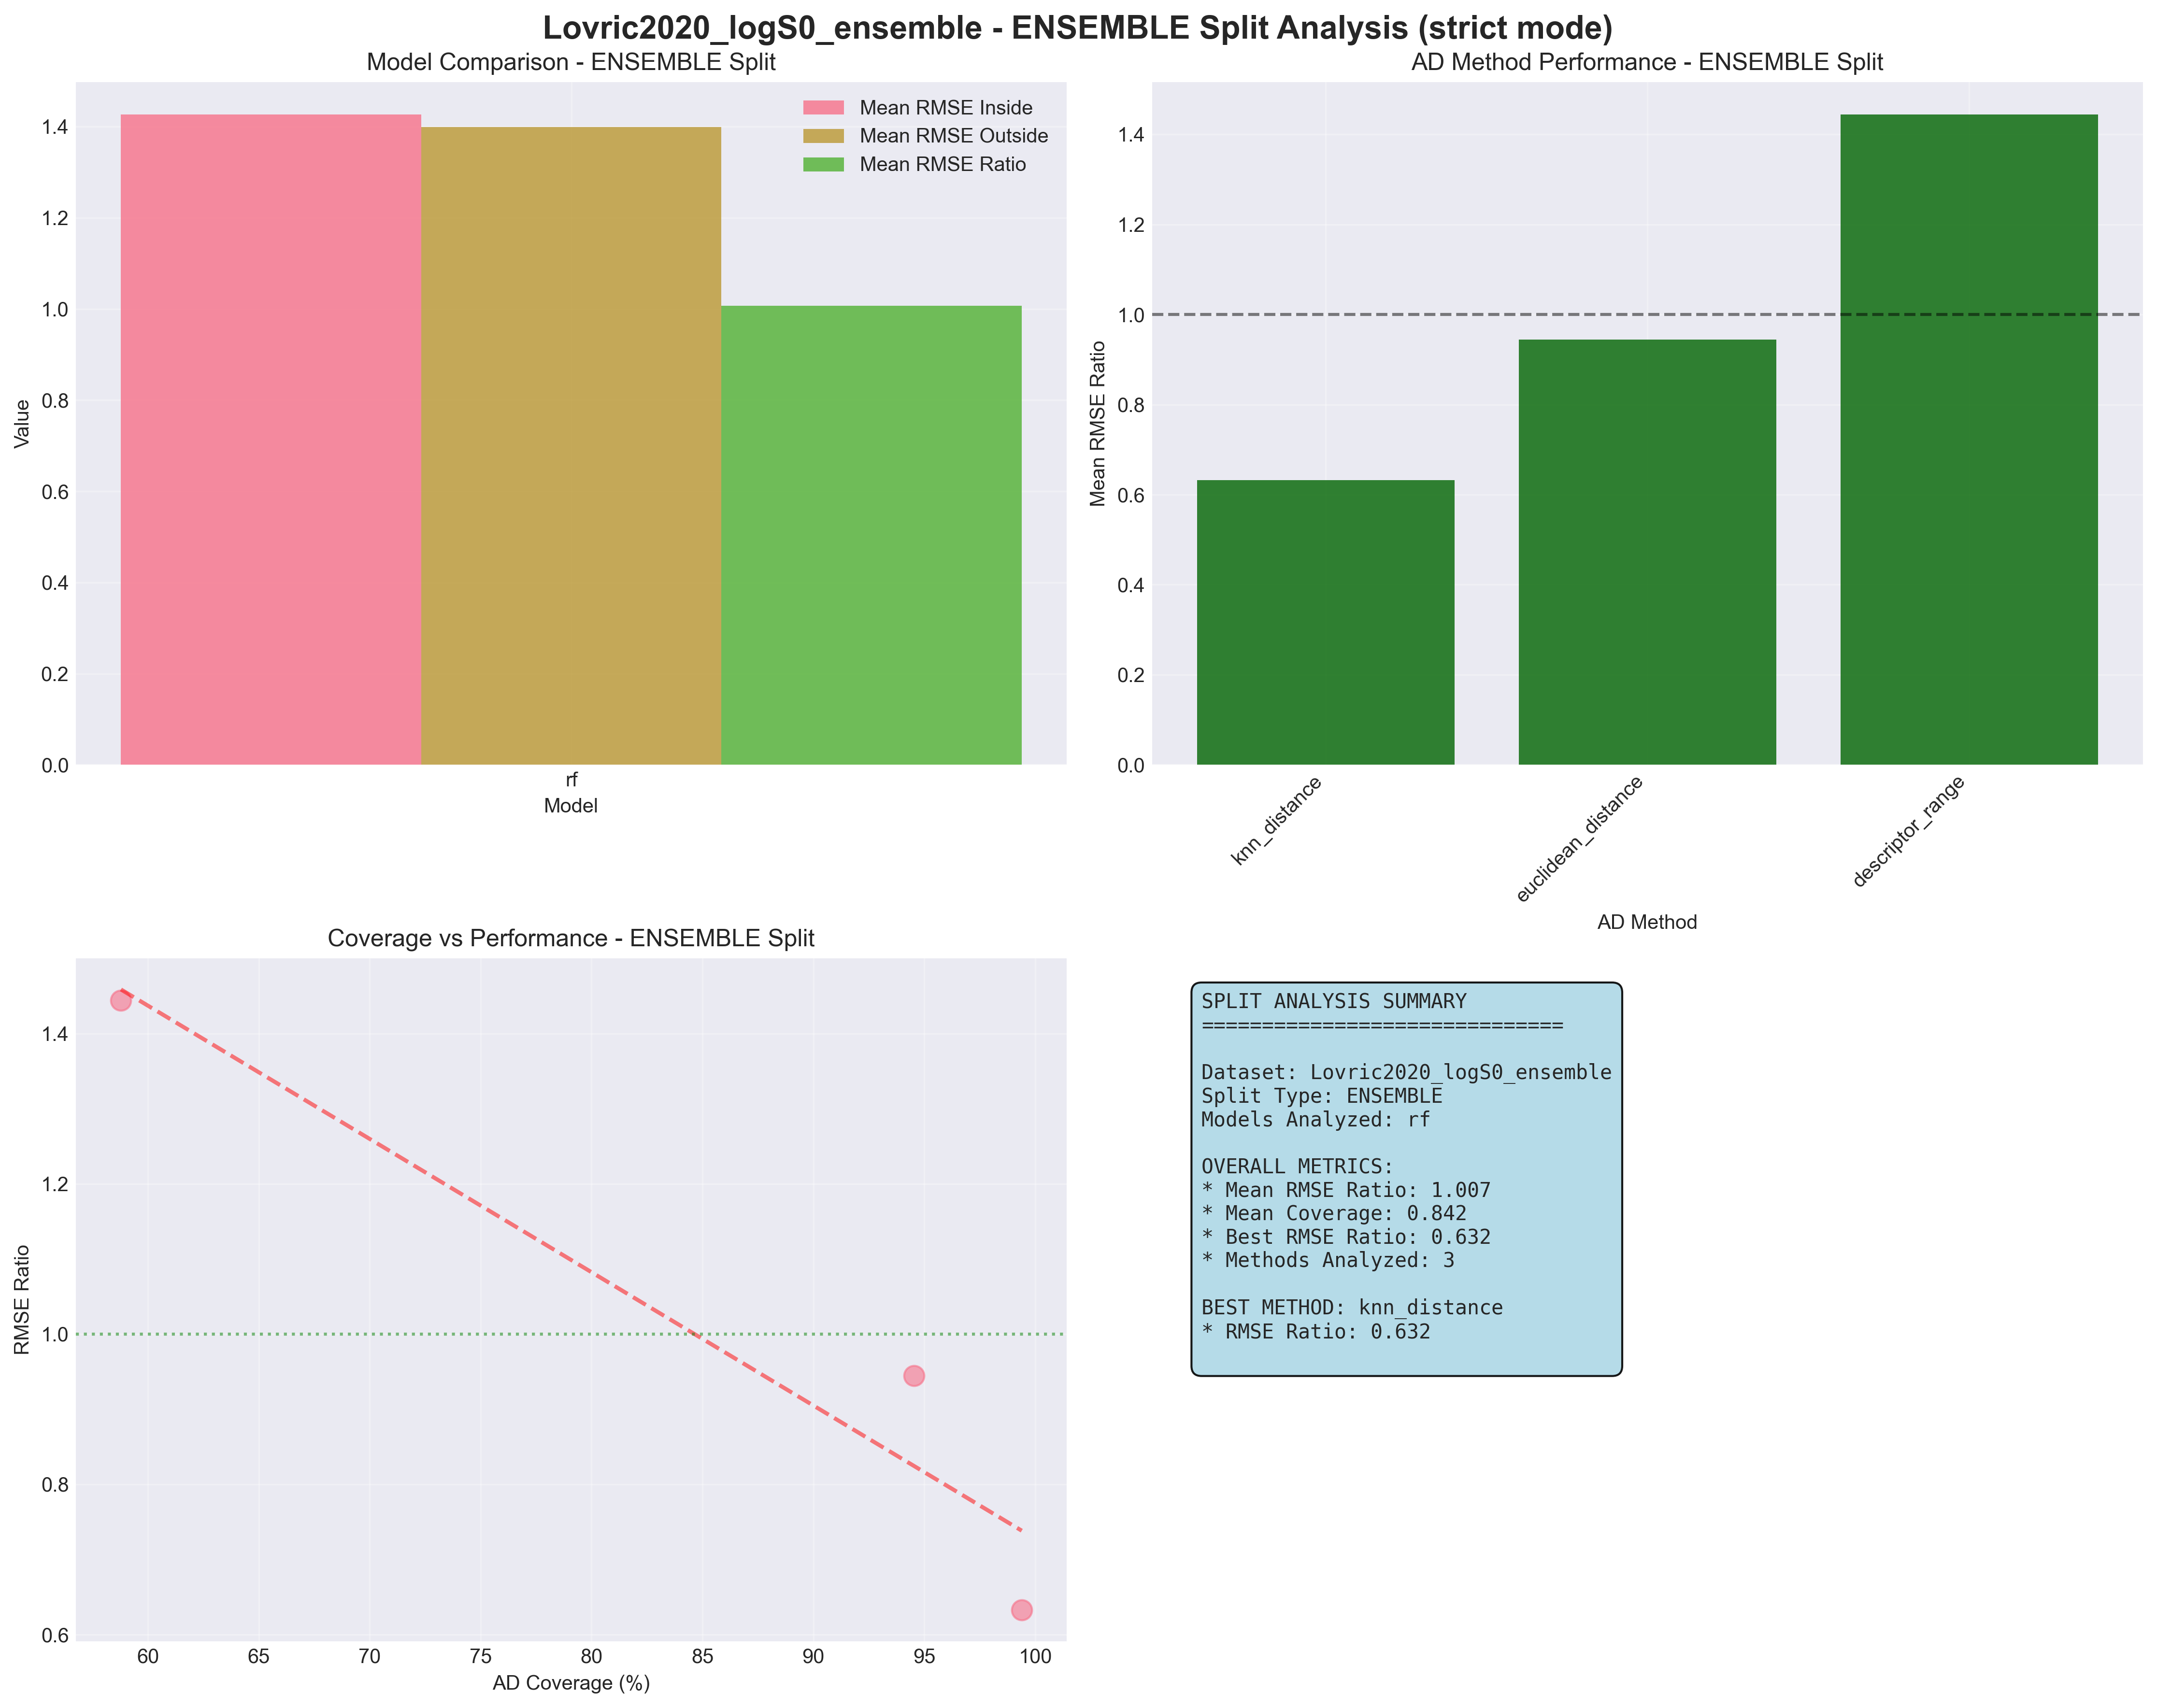 Lovric2020_logS0_ensemble - ENSEMBLE Split Analysis (strict mode)
Model Comparison - ENSEMBLE Split
Mean RMSE Inside
Mean RMSE Outside
Mean RMSE Ratio
1.4
1.2
1.0
0.8
0.6
0.4
0.2
0.0
Value
rf
Model
AD Method Performance - ENSEMBLE Split
1.4
1.2
1.0
0.8
0.6
0.4
0.2
0.0
Mean RMSE Ratio
knn_distance
euclidean_distance
descriptor_range
AD Method
Coverage vs Performance - ENSEMBLE Split
1.4
1.2
1.0
0.8
0.6
RMSE Ratio
60 65 70 75 80 85 90 95 100
AD Coverage (%)
SPLIT ANALYSIS SUMMARY
==============================
Dataset: Lovric2020_logS0_ensemble
Split Type: ENSEMBLE
Models Analyzed: rf
OVERALL METRICS:
* Mean RMSE Ratio: 1.007
* Mean Coverage: 0.842
* Best RMSE Ratio: 0.632
* Methods Analyzed: 3
BEST METHOD: knn_distance
* RMSE Ratio: 0.632